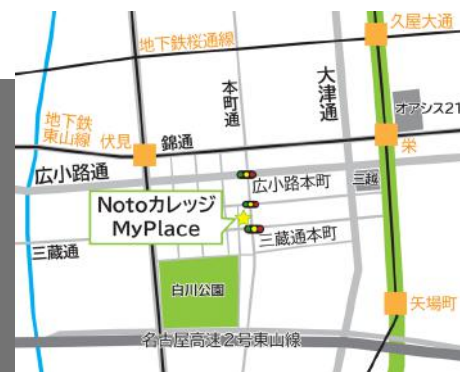 久屋大通
地下鉄桜通線
本町通
大津通
オアシス21
地下鉄
東山線 伏見
錦通
栄
広小路通
広小路本町
三越
Notoカレッジ
MyPlace
三蔵通本町
三蔵通
白川公園
矢場町
名古屋高速2号東山線